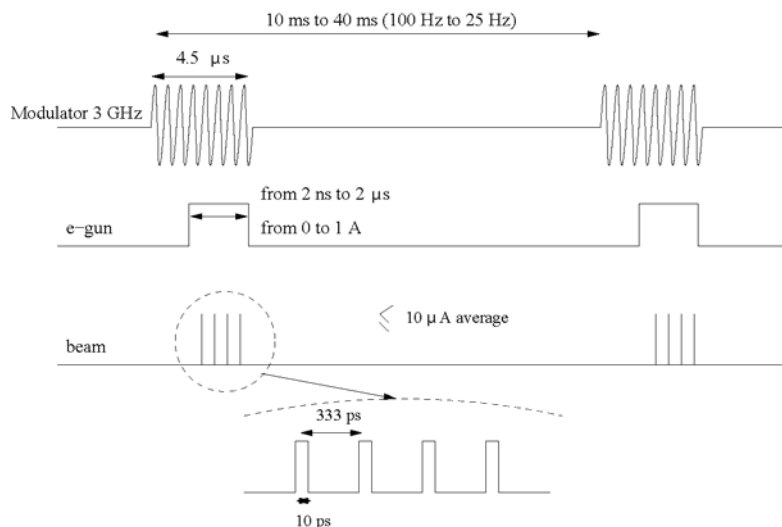 10 ms to 40 ms (100 Hz to 25 Hz)
4.5 μs
Modulator 3 GHz
from 2 ns to 2 μs
e-gun
from 0 to 1 A
≤ 10 μA average
beam
333 ps
10 ps